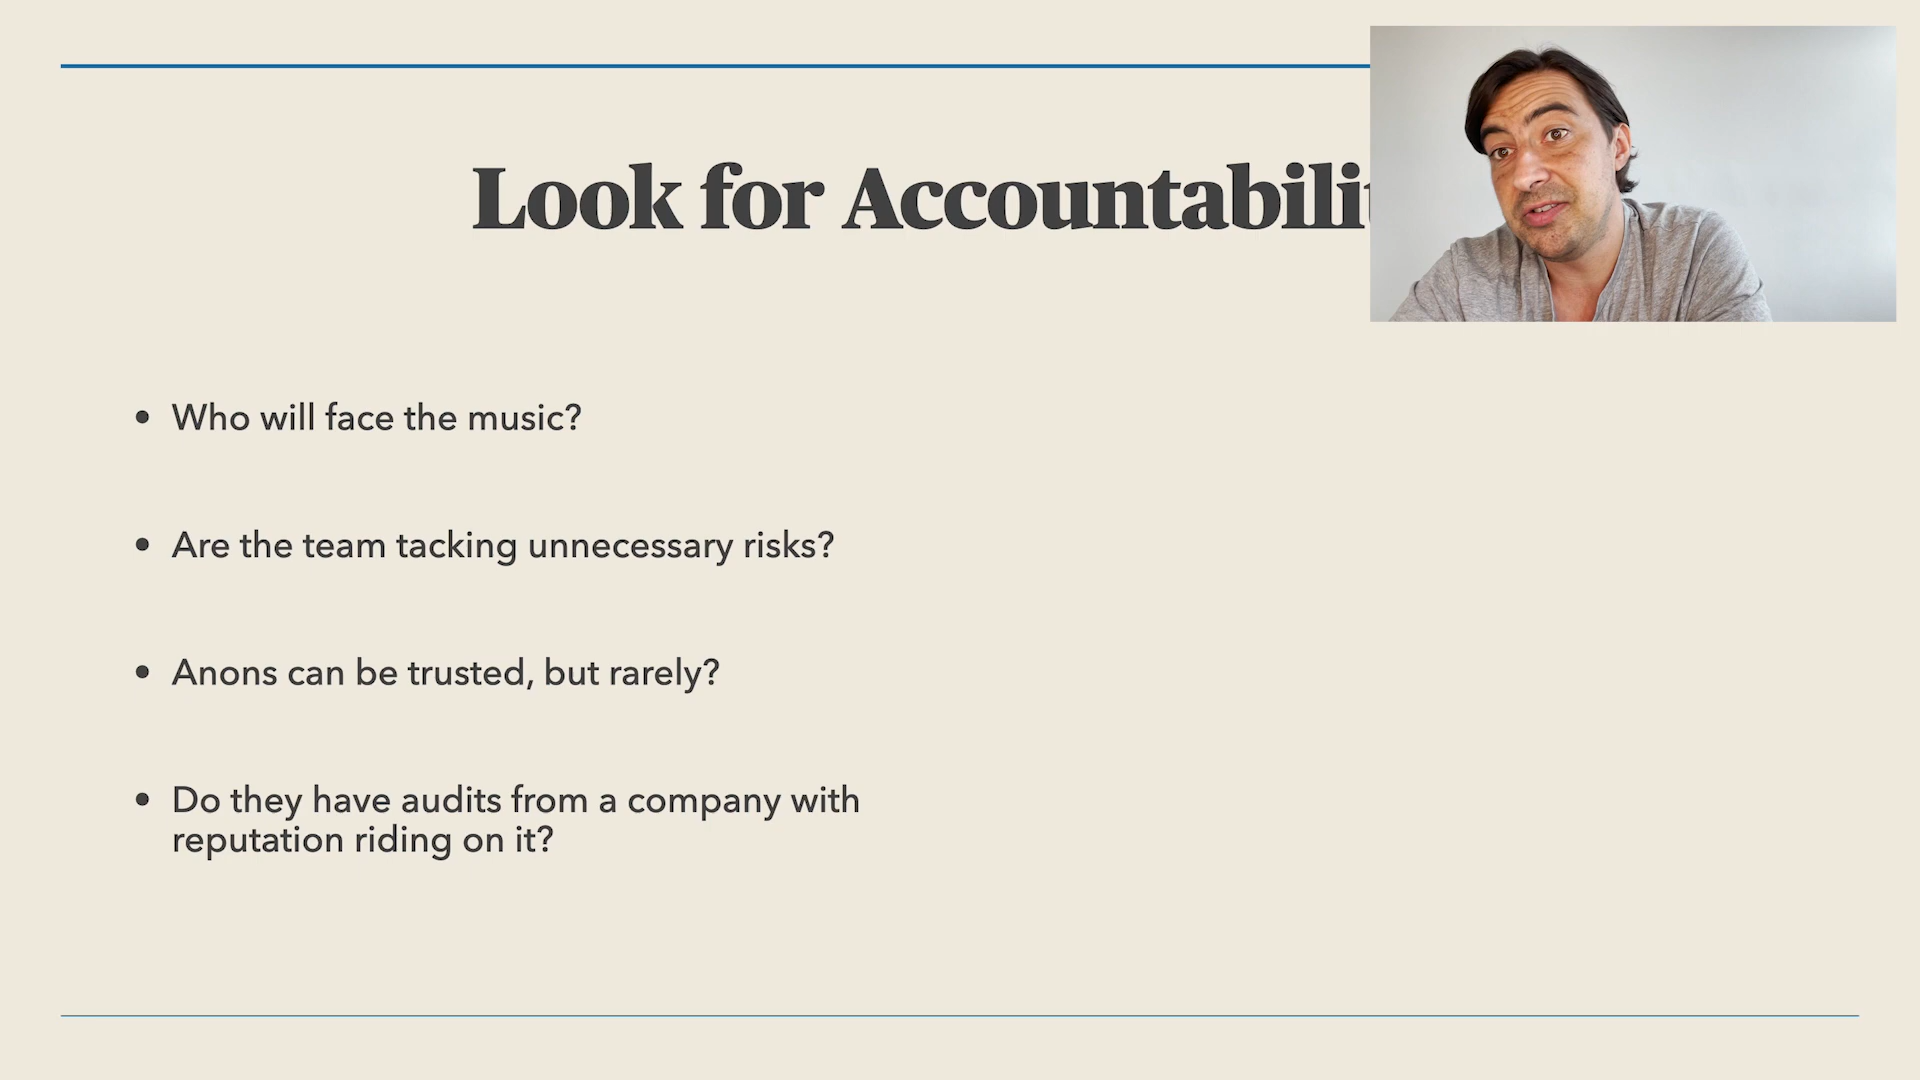 Look for Accountabilit
• Who will face the music?
• Are the team tacking unnecessary risks?
• Anons can be trusted, but rarely?
• Do they have audits from a company with
reputation riding on it?